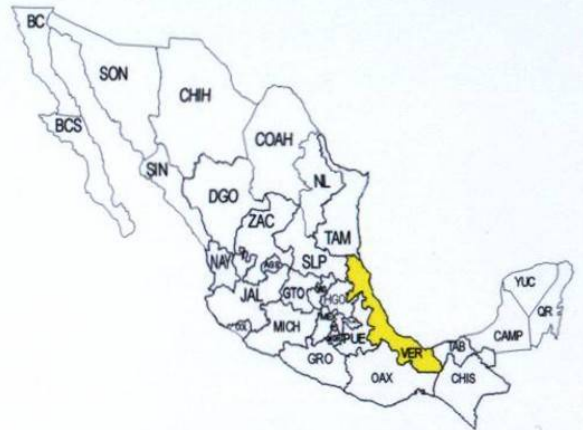 BC
SON
CHIH
BCS
COAH
SIN
NL
DGO
ZAC
TAM
NAY
SLP
YUC
JAL
GTO
HGO
QR
MICH
PUE
VER
TAB
CAMP
GRO
OAX
CHIS